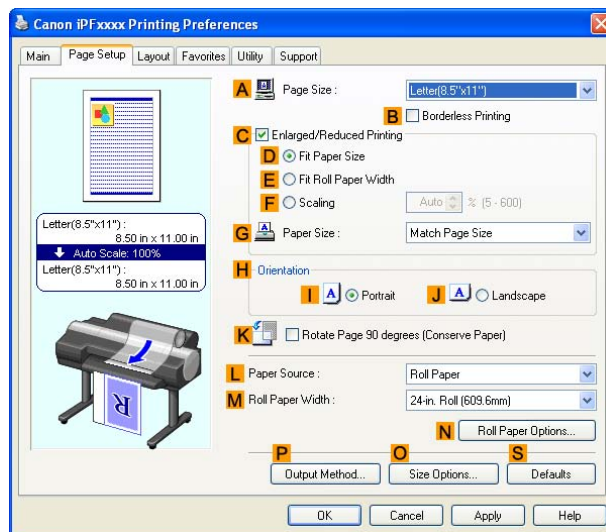 Canon iPFxxxx Printing Preferences
Main Page Setup Layout Favorites Utility Support
A Page Size : Letter(8.5"x11")
B Borderless Printing
C Enlarged/Reduced Printing
D Fit Paper Size
E Fit Roll Paper Width
F Scaling Auto % (5 - 600)
G A Paper Size : Match Page Size
Letter(8.5"x11") :
8.50 in x 11.00 in
Auto Scale: 100%
Letter(8.5"x11") :
8.50 in x 11.00 in
H Orientation
I A Portrait J A Landscape
K Rotate Page 90 degrees (Conserve Paper)
R
L Paper Source : Roll Paper
M Roll Paper Width : 24-in. Roll (609.6mm)
N Roll Paper Options...
P O S
Output Method... Size Options... Defaults
OK Cancel Apply Help